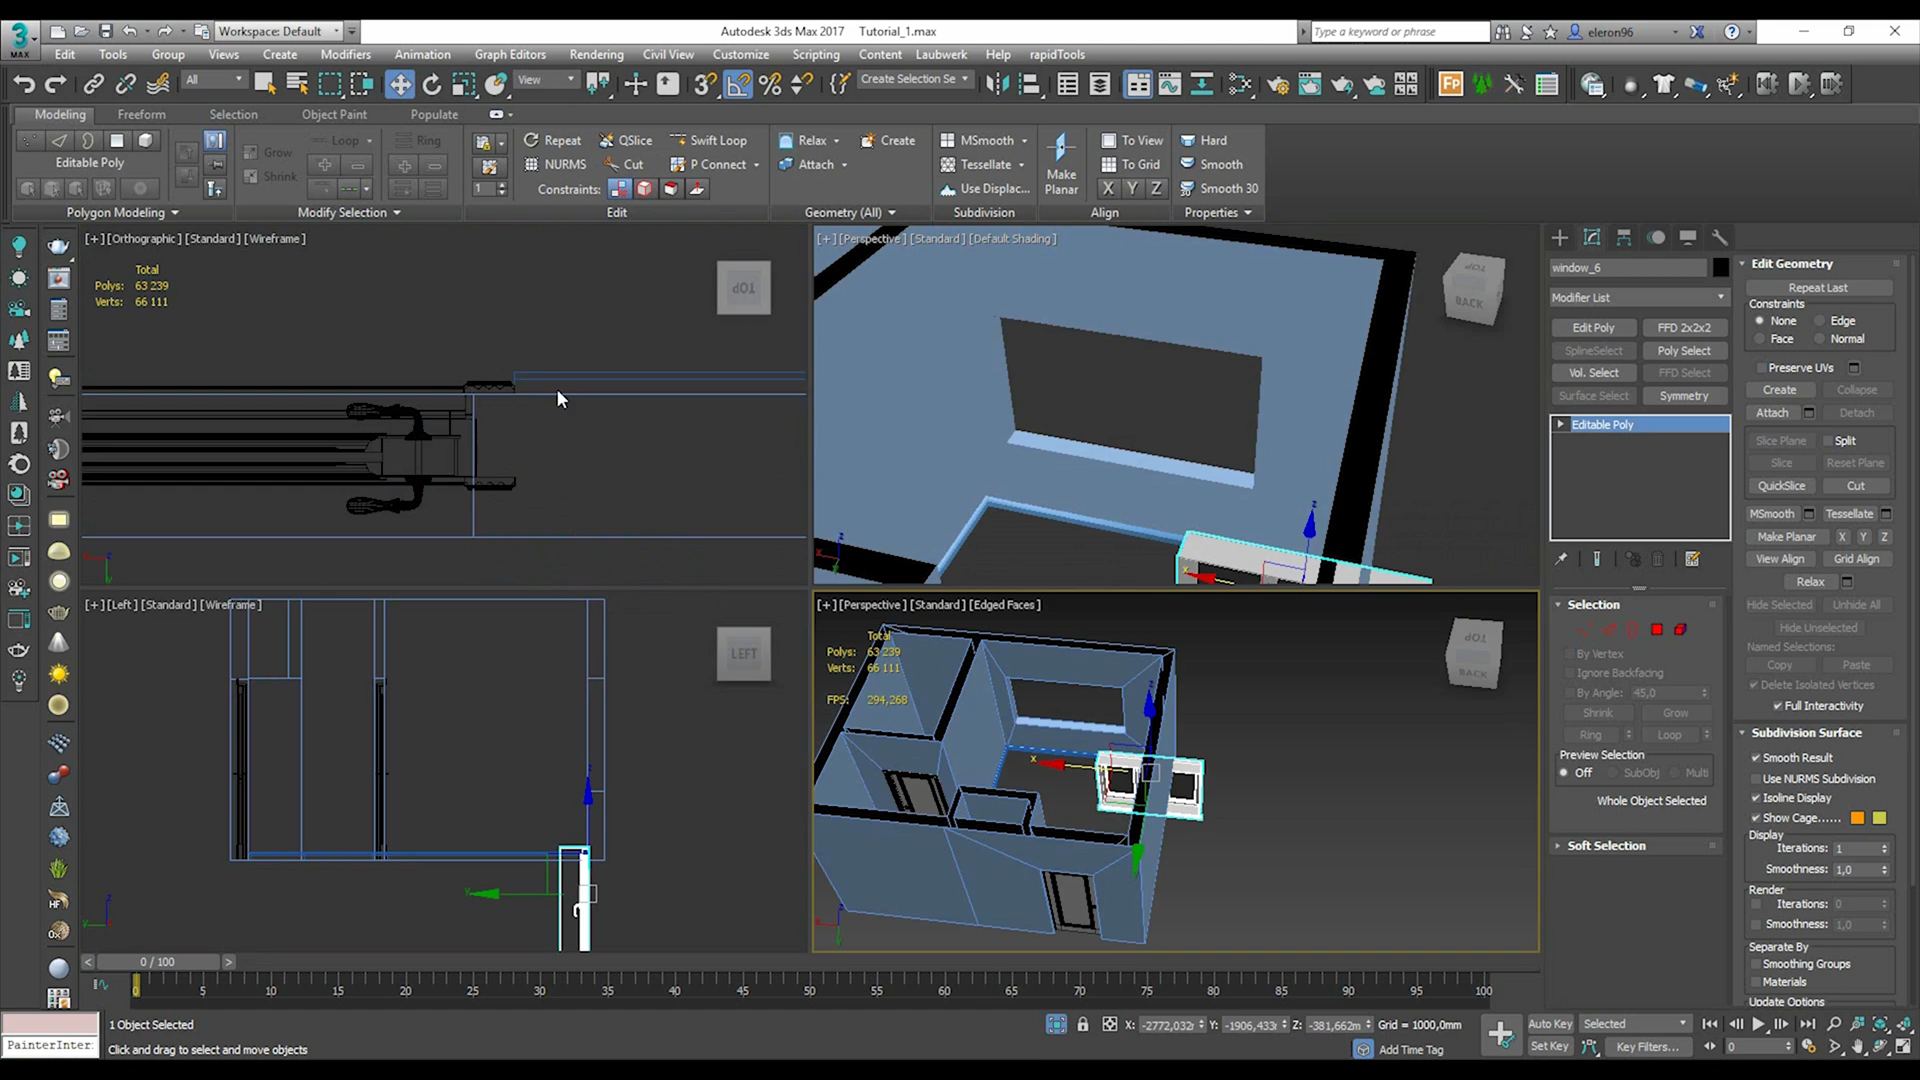 Workspace: Default
Autodesk 3ds Max 2017    Tutorial_1.max
Type a keyword or phrase
eleron96
MAX
Edit Tools Group Views Create Modifiers Animation Graph Editors Rendering Civil View Customize Scripting Content Laubwerk Help rapidTools
All View Create Selection Se
Modeling Freeform Selection Object Paint Populate
Editable Poly
Polygon Modeling
Grow Loop Ring
Shrink
Modify Selection
Repeat QSlice Swift Loop
NURMS Cut P Connect
1 Constraints:
Edit
Relax Create
Attach
Geometry (All)
MSmooth
Tessellate
Use Displac...
Subdivision
Make Planar
To View
To Grid
X Y Z
Align
Hard
Smooth
Smooth 30
Properties
[+] [Orthographic] [Standard] [Wireframe]
Total
Polys: 63 239
Verts: 66 111
TOP
[+] [Perspective] [Standard] [Default Shading]
TOP
BACK
[+] [Left] [Standard] [Wireframe]
LEFT
[+] [Perspective] [Standard] [Edged Faces]
Total
Polys: 63 239
Verts: 66 111
FPS: 294,268
TOP
BACK
window_6
Modifier List
Edit Poly FFD 2x2x2
SplineSelect Poly Select
Vol. Select FFD Select
Surface Select Symmetry
Editable Poly
Selection
By Vertex
Ignore Backfacing
By Angle: 45,0
Shrink Grow
Ring Loop
Preview Selection
Off SubObj Multi
Whole Object Selected
Soft Selection
Edit Geometry
Repeat Last
Constraints
None Edge
Face Normal
Preserve UVs
Create Collapse
Attach Detach
Slice Plane Split
Slice Reset Plane
QuickSlice Cut
MSmooth Tessellate
Make Planar X Y Z
View Align Grid Align
Relax
Hide Selected Unhide All
Hide Unselected
Named Selections:
Copy Paste
Delete Isolated Vertices
Full Interactivity
Subdivision Surface
Smooth Result
Use NURMS Subdivision
Isoline Display
Show Cage......
Display
Iterations: 1
Smoothness: 1,0
Render
Iterations: 0
Smoothness: 1,0
Separate By
Smoothing Groups
Materials
Update Options
0 / 100
0 5 10 15 20 25 30 35 40 45 50 55 60 65 70 75 80 85 90 95 100
1 Object Selected
X: -2772,032 Y: -1906,433 Z: -381,662m Grid = 1000,0mm
Auto Key Selected
PainterInter:
Click and drag to select and move objects
Add Time Tag
Set Key Key Filters... 0